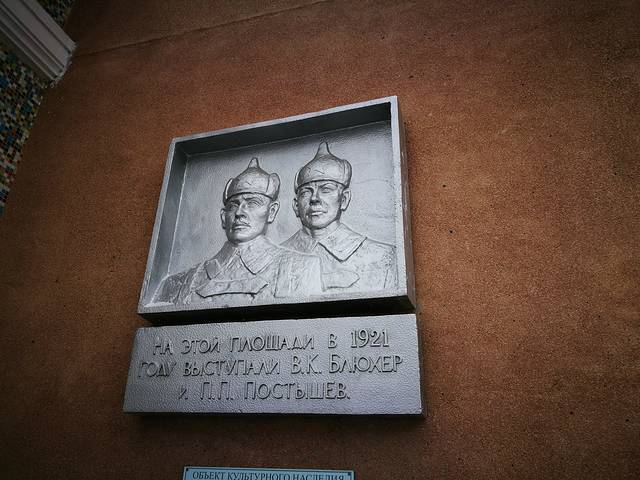 НА ЭТОЙ ПЛОЩАДИ В 1921
ГОДУ ВЫСТУПАЛИ В.К. БЛЮХЕР
И П.П. ПОСТЫШЕВ.
ОБЪЕКТ КУЛЬТУРНОГО НАСЛЕДИЯ